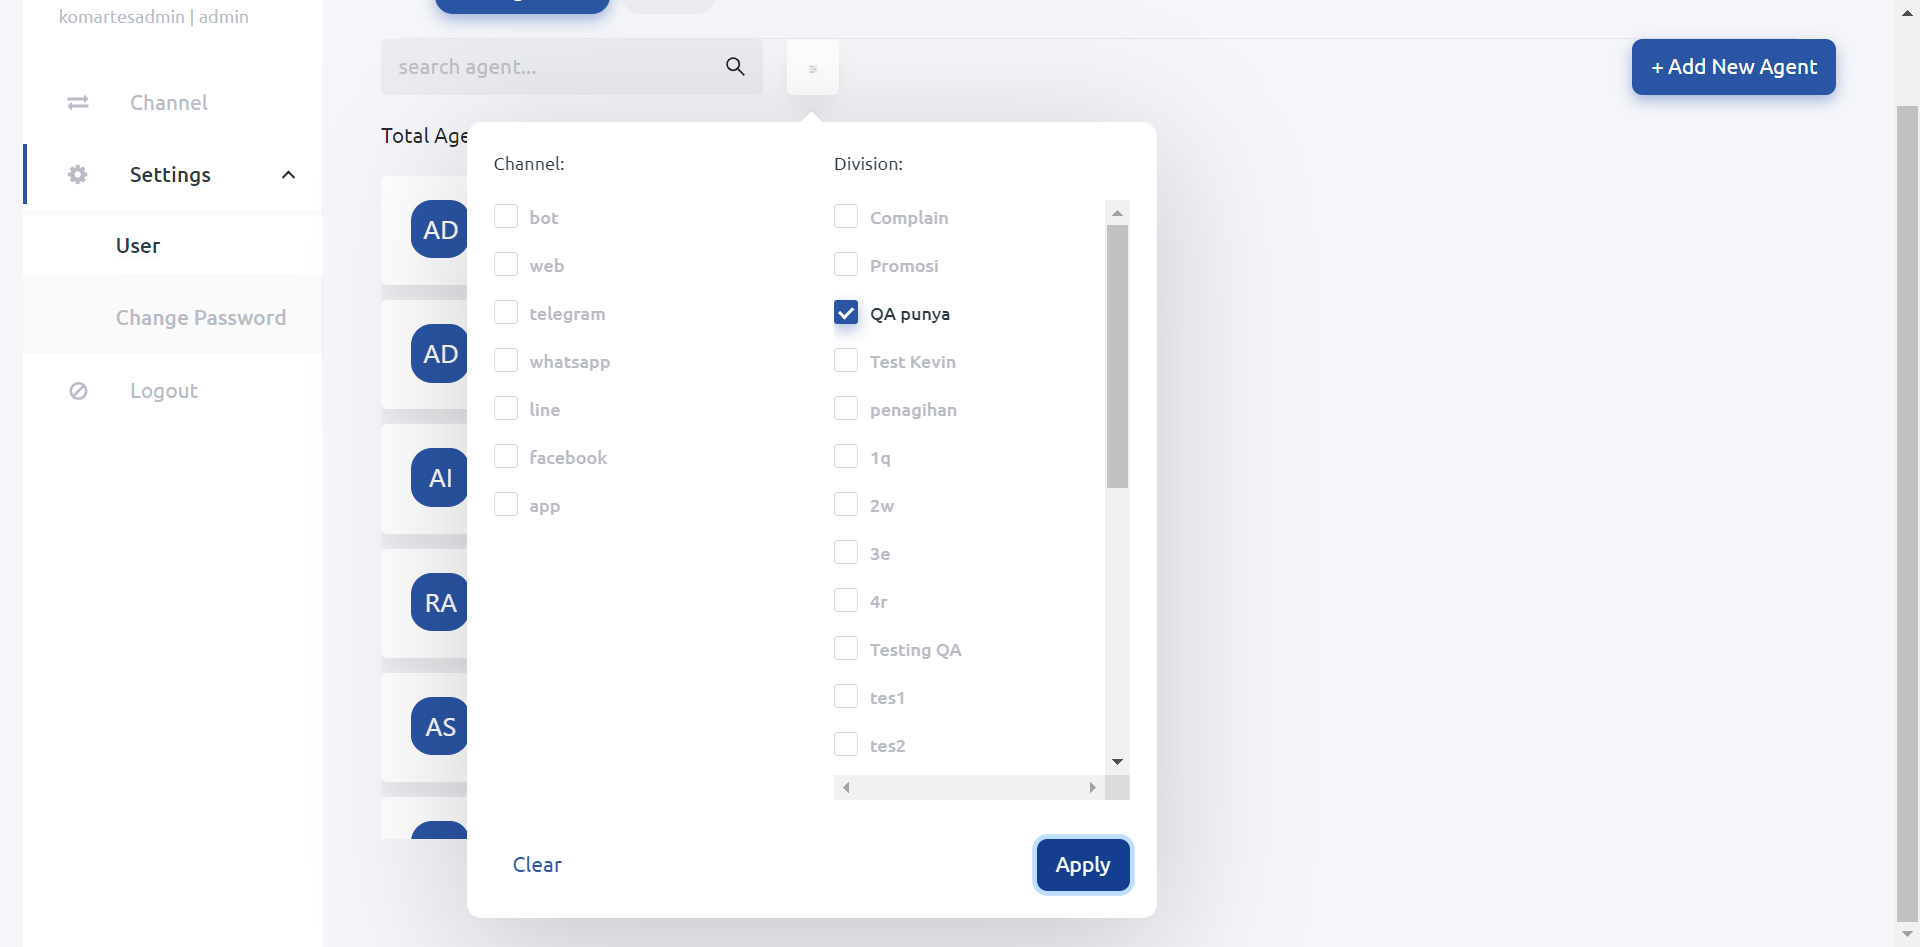 komartesadmin | admin
Channel
Settings
User
Change Password
Logout
search agent...
+ Add New Agent
Total Age
AD
AD
AI
RA
AS
Channel:
bot
web
telegram
whatsapp
line
facebook
app
Division:
Complain
Promosi
QA punya
Test Kevin
penagihan
1q
2w
3e
4r
Testing QA
tes1
tes2
Clear
Apply